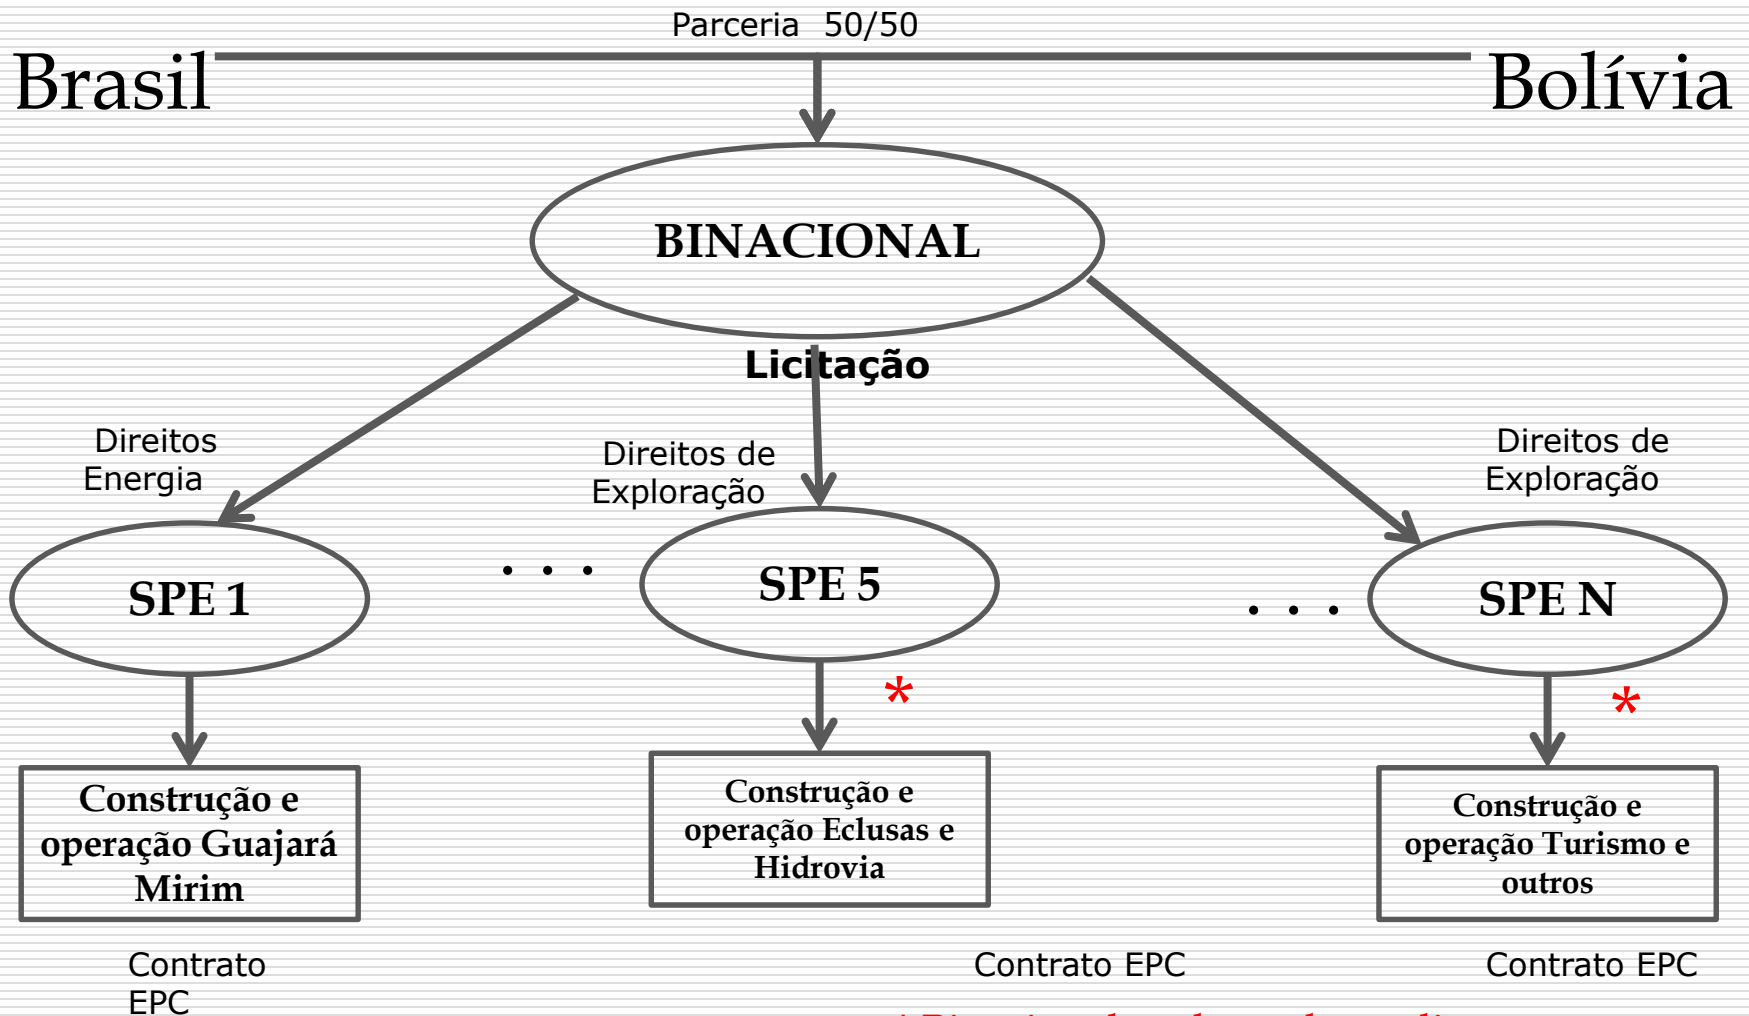 Parceria 50/50
Brasil
Bolívia
BINACIONAL
Licitação
Direitos
Energia
Direitos de
Exploração
Direitos de
Exploração
SPE 1
. . .
SPE 5
. . .
SPE N
*
*
Construção e
operação Guajará
Mirim
Construção e
operação Eclusas e
Hidrovia
Construção e
operação Turismo e
outros
Contrato
EPC
Contrato EPC
Contrato EPC